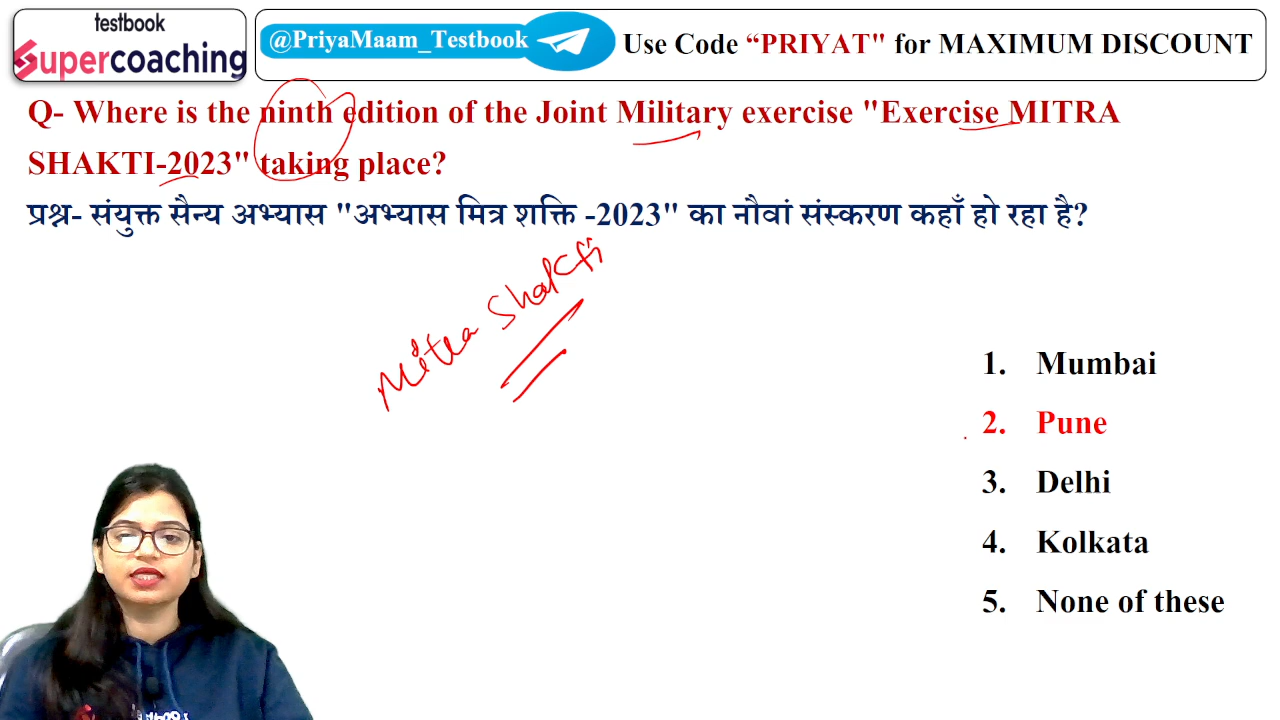 testbook
Supercoaching
@PriyaMaam_Testbook
Use Code “PRIYAT" for MAXIMUM DISCOUNT
Q- Where is the ninth edition of the Joint Military exercise "Exercise MITRA
SHAKTI-2023" taking place?
प्रश्न- संयुक्त सैन्य अभ्यास "अभ्यास मित्र शक्ति -2023" का नौवां संस्करण कहाँ हो रहा है?
Mitra Shakti
1. Mumbai
2. Pune
3. Delhi
4. Kolkata
5. None of these